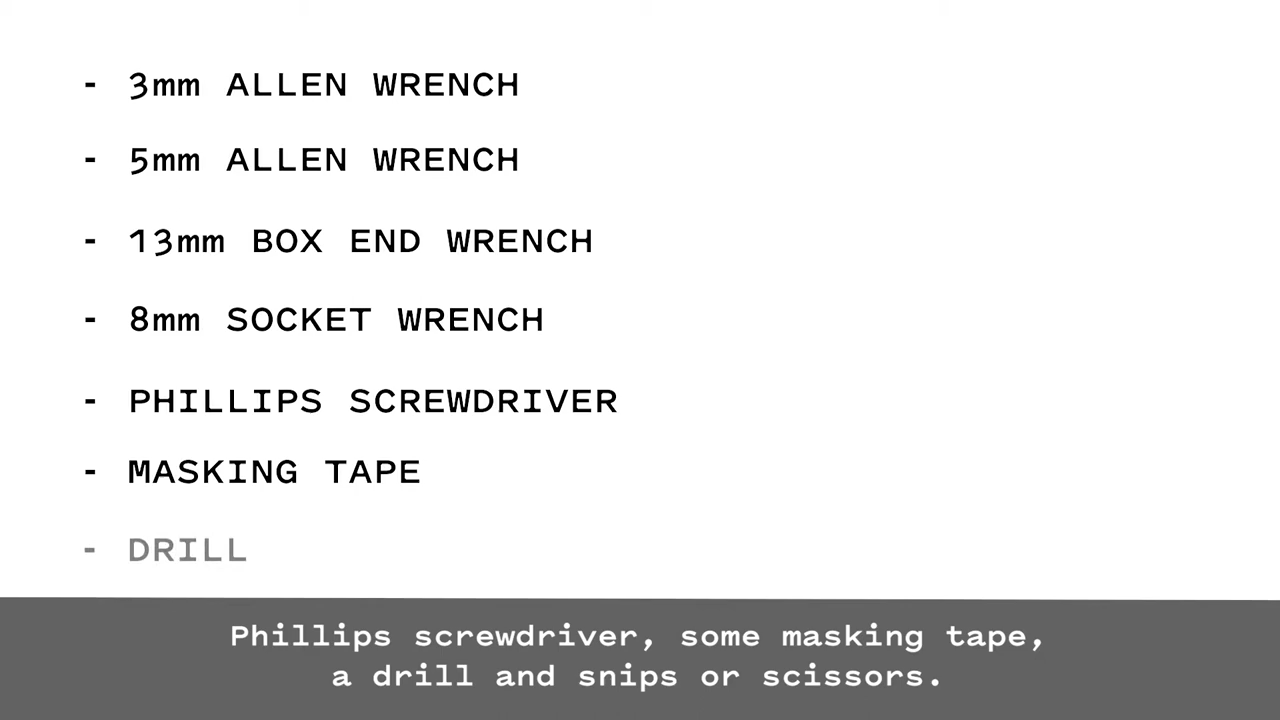 - 3mm ALLEN WRENCH
- 5mm ALLEN WRENCH
- 13mm BOX END WRENCH
- 8mm SOCKET WRENCH
- PHILLIPS SCREWDRIVER
- MASKING TAPE
- DRILL
Phillips screwdriver, some masking tape,
a drill and snips or scissors.